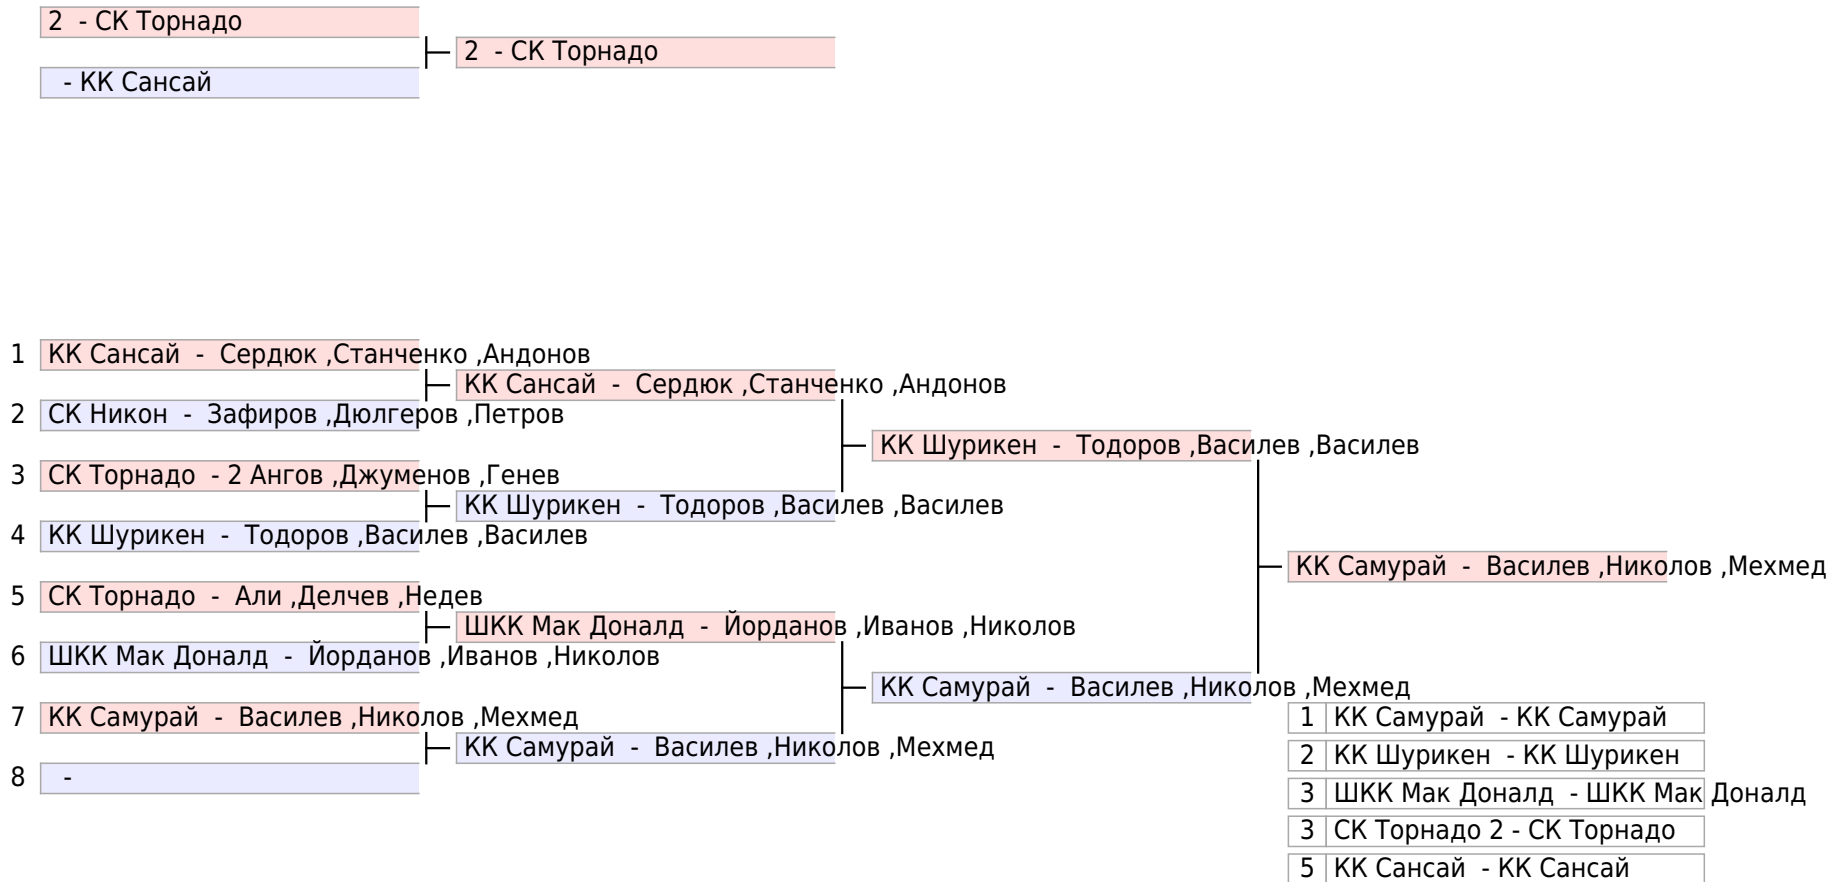 2 - СК Торнадо
2 - СК Торнадо
- КК Сансай
1 КК Сансай - Сердюк ,Станченко ,Андонов
КК Сансай - Сердюк ,Станченко ,Андонов
2 СК Никон - Зафиров ,Дюлгеров ,Петров
КК Шурикен - Тодоров ,Василев ,Василев
3 СК Торнадо - 2 Ангов ,Джуменов ,Генев
КК Шурикен - Тодоров ,Василев ,Василев
4 КК Шурикен - Тодоров ,Василев ,Василев
КК Самурай - Василев ,Николов ,Мехмед
5 СК Торнадо - Али ,Делчев ,Недев
ШКК Мак Доналд - Йорданов ,Иванов ,Николов
6 ШКК Мак Доналд - Йорданов ,Иванов ,Николов
КК Самурай - Василев ,Николов ,Мехмед
7 КК Самурай - Василев ,Николов ,Мехмед
КК Самурай - Василев ,Николов ,Мехмед
8 -
1 КК Самурай - КК Самурай
2 КК Шурикен - КК Шурикен
3 ШКК Мак Доналд - ШКК Мак Доналд
3 СК Торнадо 2 - СК Торнадо
5 КК Сансай - КК Сансай